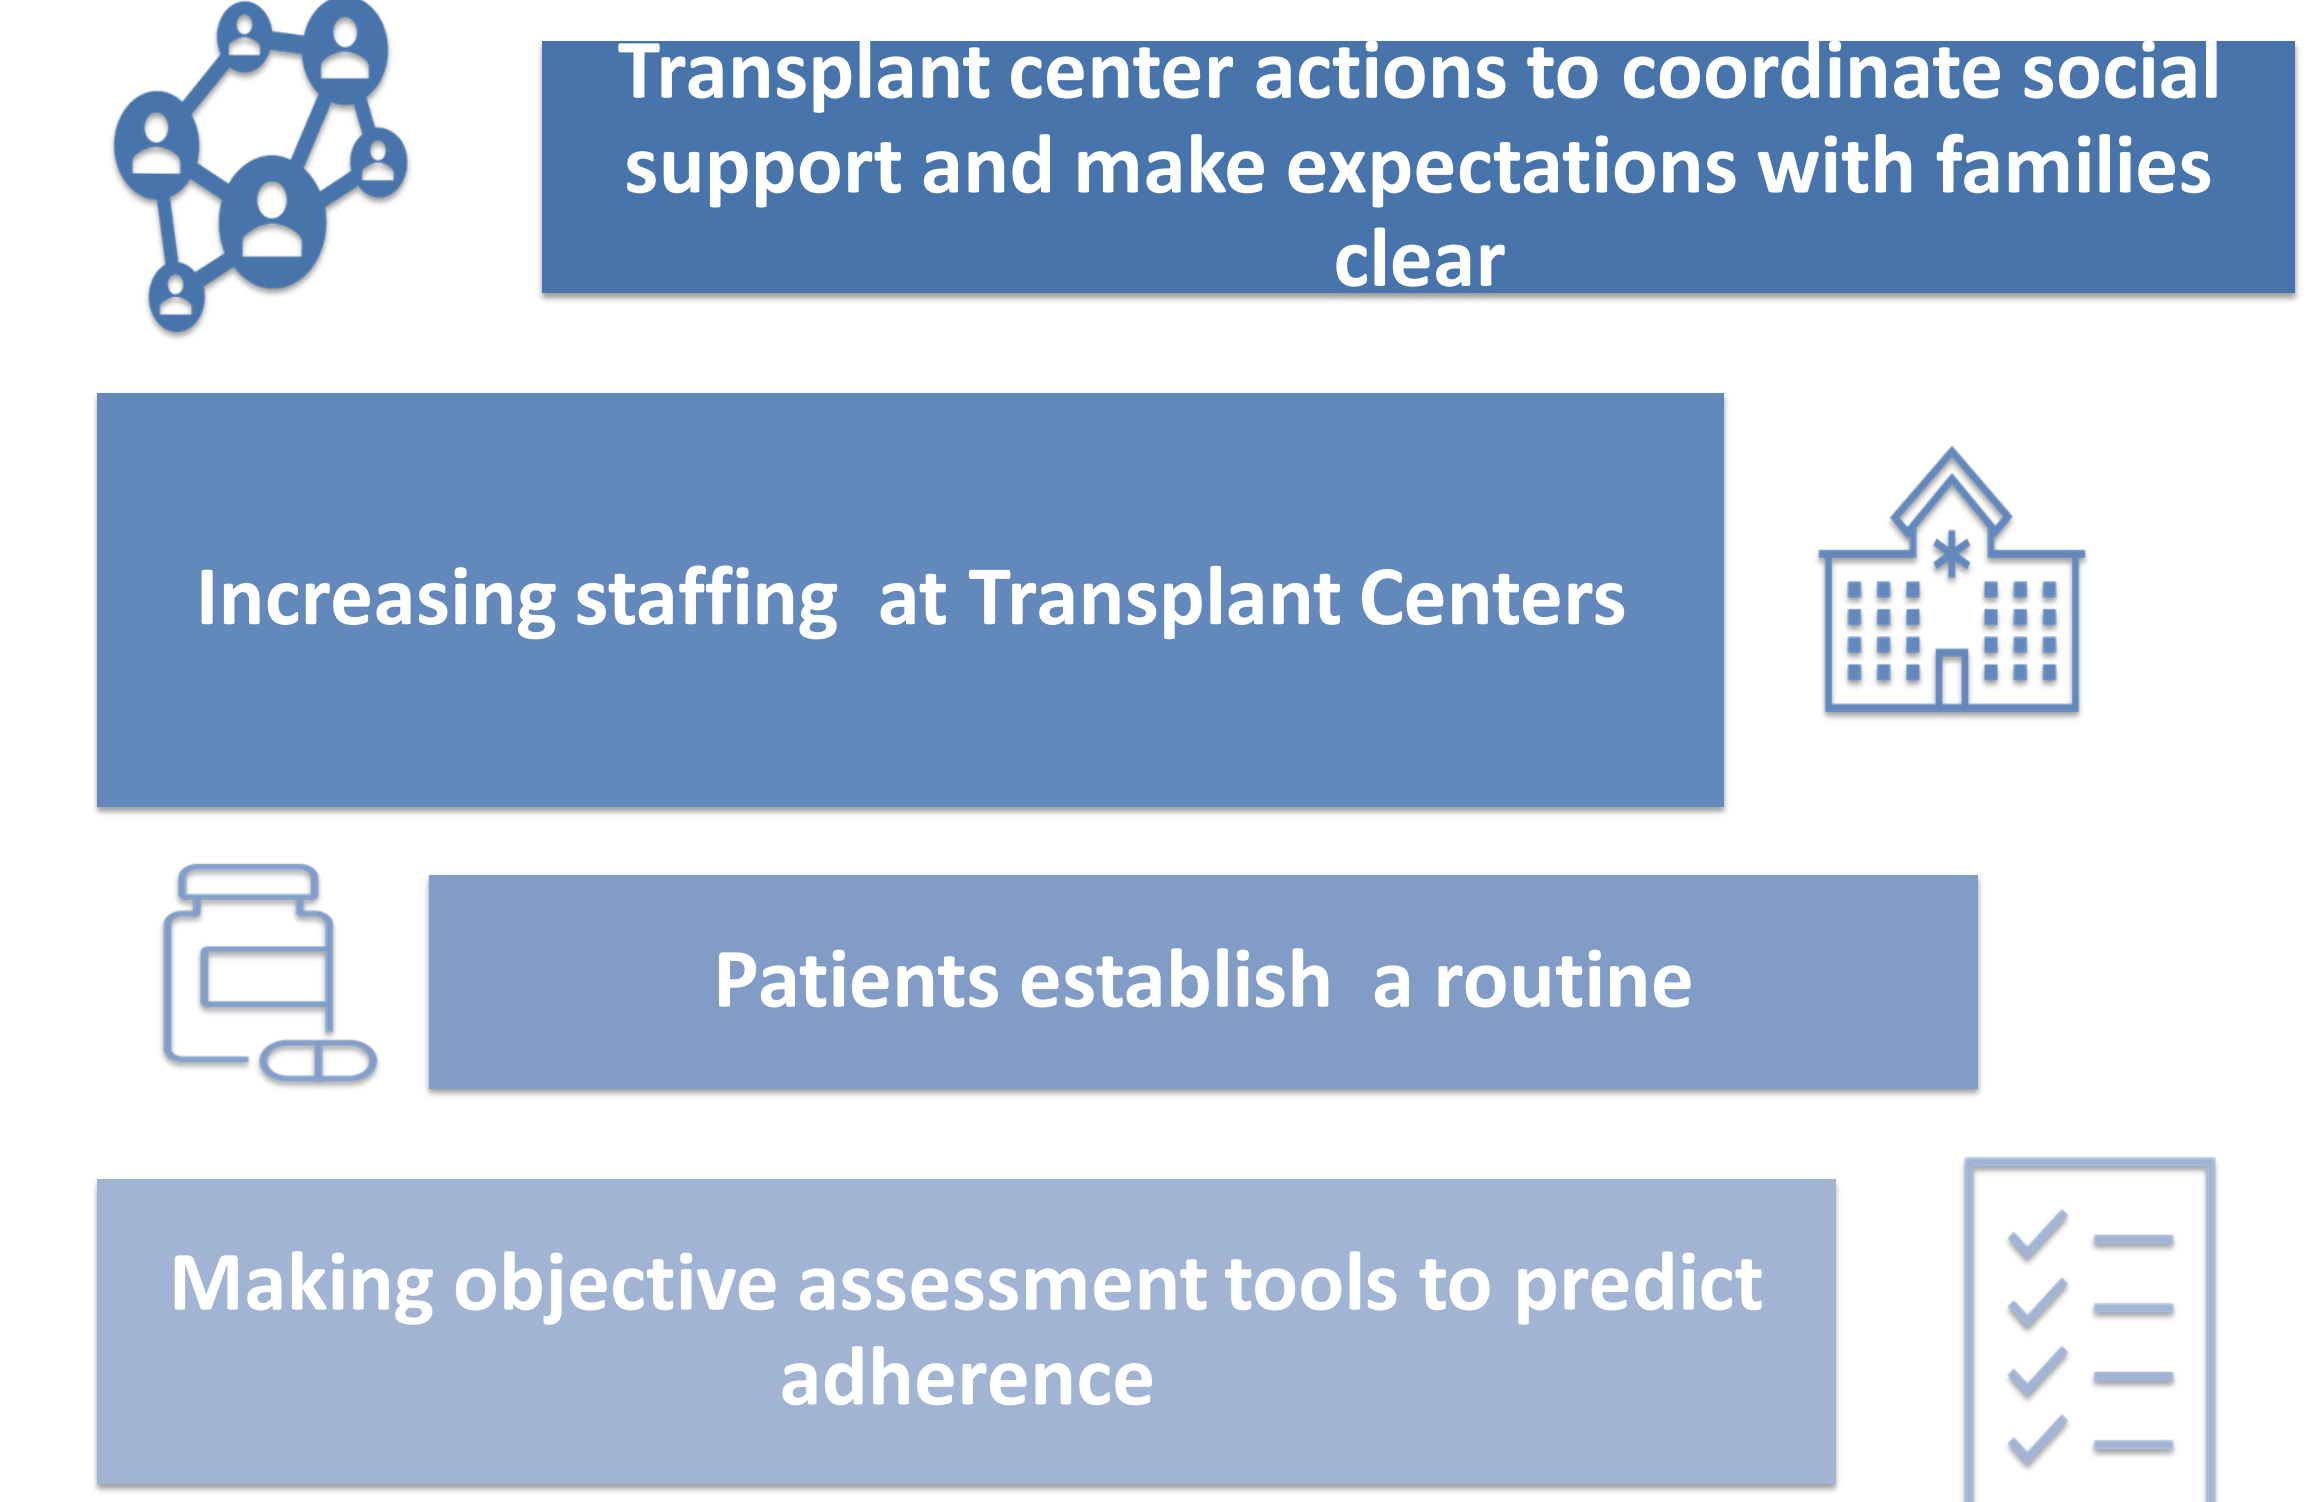 Transplant center actions to coordinate social
support and make expectations with families
clear
Increasing staffing  at Transplant Centers
Patients establish  a routine
Making objective assessment tools to predict
adherence